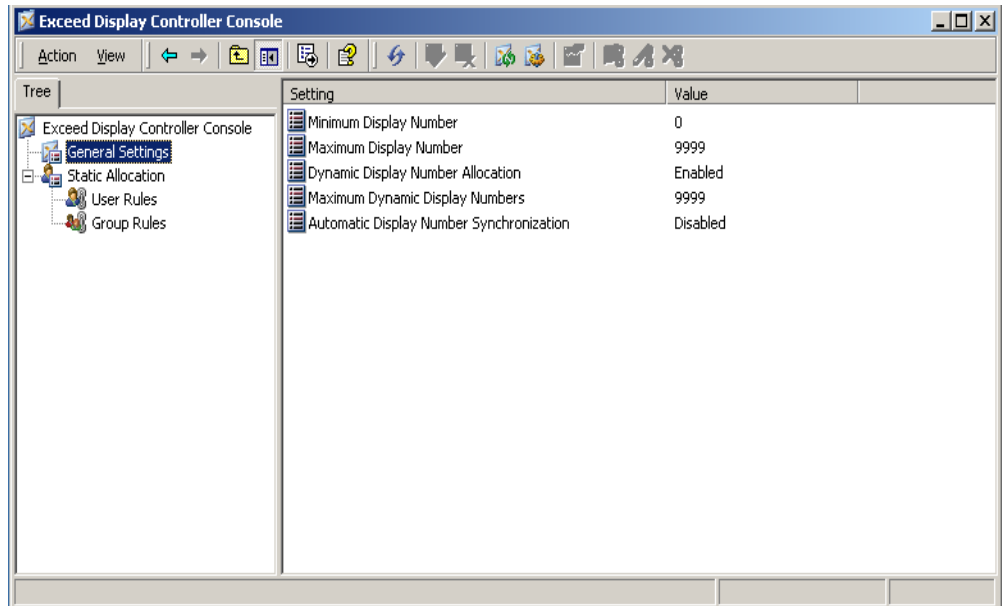 Exceed Display Controller Console
Action View
Tree
Exceed Display Controller Console
General Settings
Static Allocation
User Rules
Group Rules
Setting Value
Minimum Display Number 0
Maximum Display Number 9999
Dynamic Display Number Allocation Enabled
Maximum Dynamic Display Numbers 9999
Automatic Display Number Synchronization Disabled